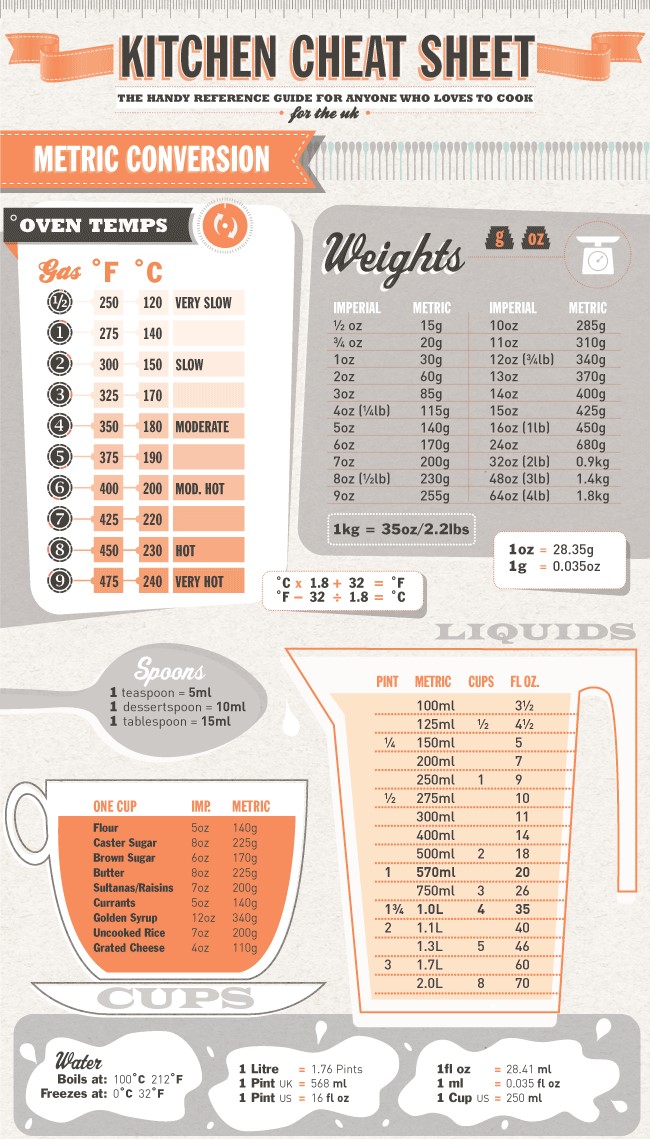 KITCHEN CHEAT SHEET
THE HANDY REFERENCE GUIDE FOR ANYONE WHO LOVES TO COOK
for the uk
METRIC CONVERSION
°OVEN TEMPS
Gas °F °C
½ 250 120 VERY SLOW
1 275 140
2 300 150 SLOW
3 325 170
4 350 180 MODERATE
5 375 190
6 400 200 MOD. HOT
7 425 220
8 450 230 HOT
9 475 240 VERY HOT
°C x 1.8 + 32 = °F
°F − 32 ÷ 1.8 = °C
Weights g oz
IMPERIAL METRIC IMPERIAL METRIC
½ oz 15g 10oz 285g
¾ oz 20g 11oz 310g
1oz 30g 12oz (¾lb) 340g
2oz 60g 13oz 370g
3oz 85g 14oz 400g
4oz (¼lb) 115g 15oz 425g
5oz 140g 16oz (1lb) 450g
6oz 170g 24oz 680g
7oz 200g 32oz (2lb) 0.9kg
8oz (½lb) 230g 48oz (3lb) 1.4kg
9oz 255g 64oz (4lb) 1.8kg
1kg = 35oz/2.2lbs
1oz = 28.35g
1g = 0.035oz
Spoons
1 teaspoon = 5ml
1 dessertspoon = 10ml
1 tablespoon = 15ml
LIQUIDS
PINT METRIC CUPS FL OZ.
100ml 3½
125ml ½ 4½
¼ 150ml 5
200ml 7
250ml 1 9
½ 275ml 10
300ml 11
400ml 14
500ml 2 18
1 570ml 20
750ml 3 26
1¾ 1.0L 4 35
2 1.1L 40
1.3L 5 46
3 1.7L 60
2.0L 8 70
ONE CUP IMP. METRIC
Flour 5oz 140g
Caster Sugar 8oz 225g
Brown Sugar 6oz 170g
Butter 8oz 225g
Sultanas/Raisins 7oz 200g
Currants 5oz 140g
Golden Syrup 12oz 340g
Uncooked Rice 7oz 200g
Grated Cheese 4oz 110g
CUPS
Water
Boils at: 100°C 212°F
Freezes at: 0°C 32°F
1 Litre = 1.76 Pints
1 Pint UK = 568 ml
1 Pint US = 16 fl oz
1fl oz = 28.41 ml
1 ml = 0.035 fl oz
1 Cup US = 250 ml